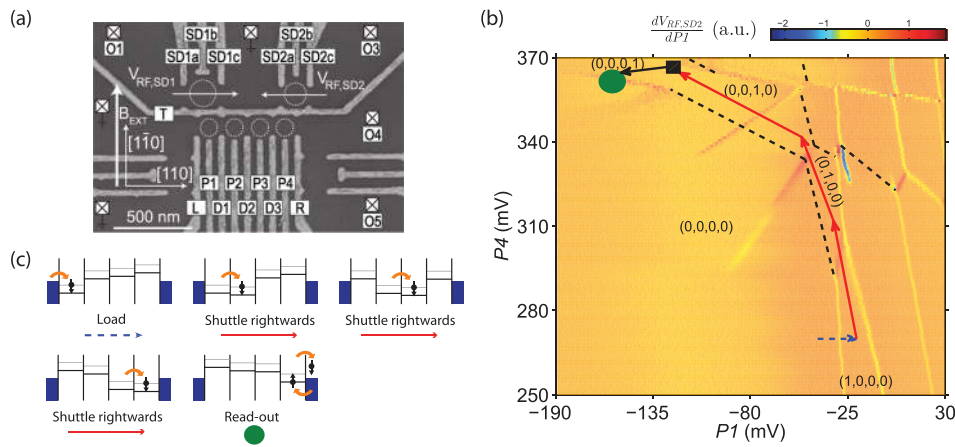 (a)
O1
SD1b
SD2b
O3
SD1a
SD1c
SD2a
SD2c
V_RF,SD1
V_RF,SD2
T
B_EXT
[11̄0]
[110]
O4
P1
P2
P3
P4
L
D1
D2
D3
R
500 nm
O5
(b)
dV_RF,SD2
dP1
(a.u.)
−2
−1
0
1
370
340
310
280
250
P4 (mV)
(0,0,0,1)
(0,0,1,0)
(0,1,0,0)
(0,0,0,0)
(1,0,0,0)
−190
−135
−80
−25
30
P1 (mV)
(c)
Load
Shuttle rightwards
Shuttle rightwards
Shuttle rightwards
Read-out